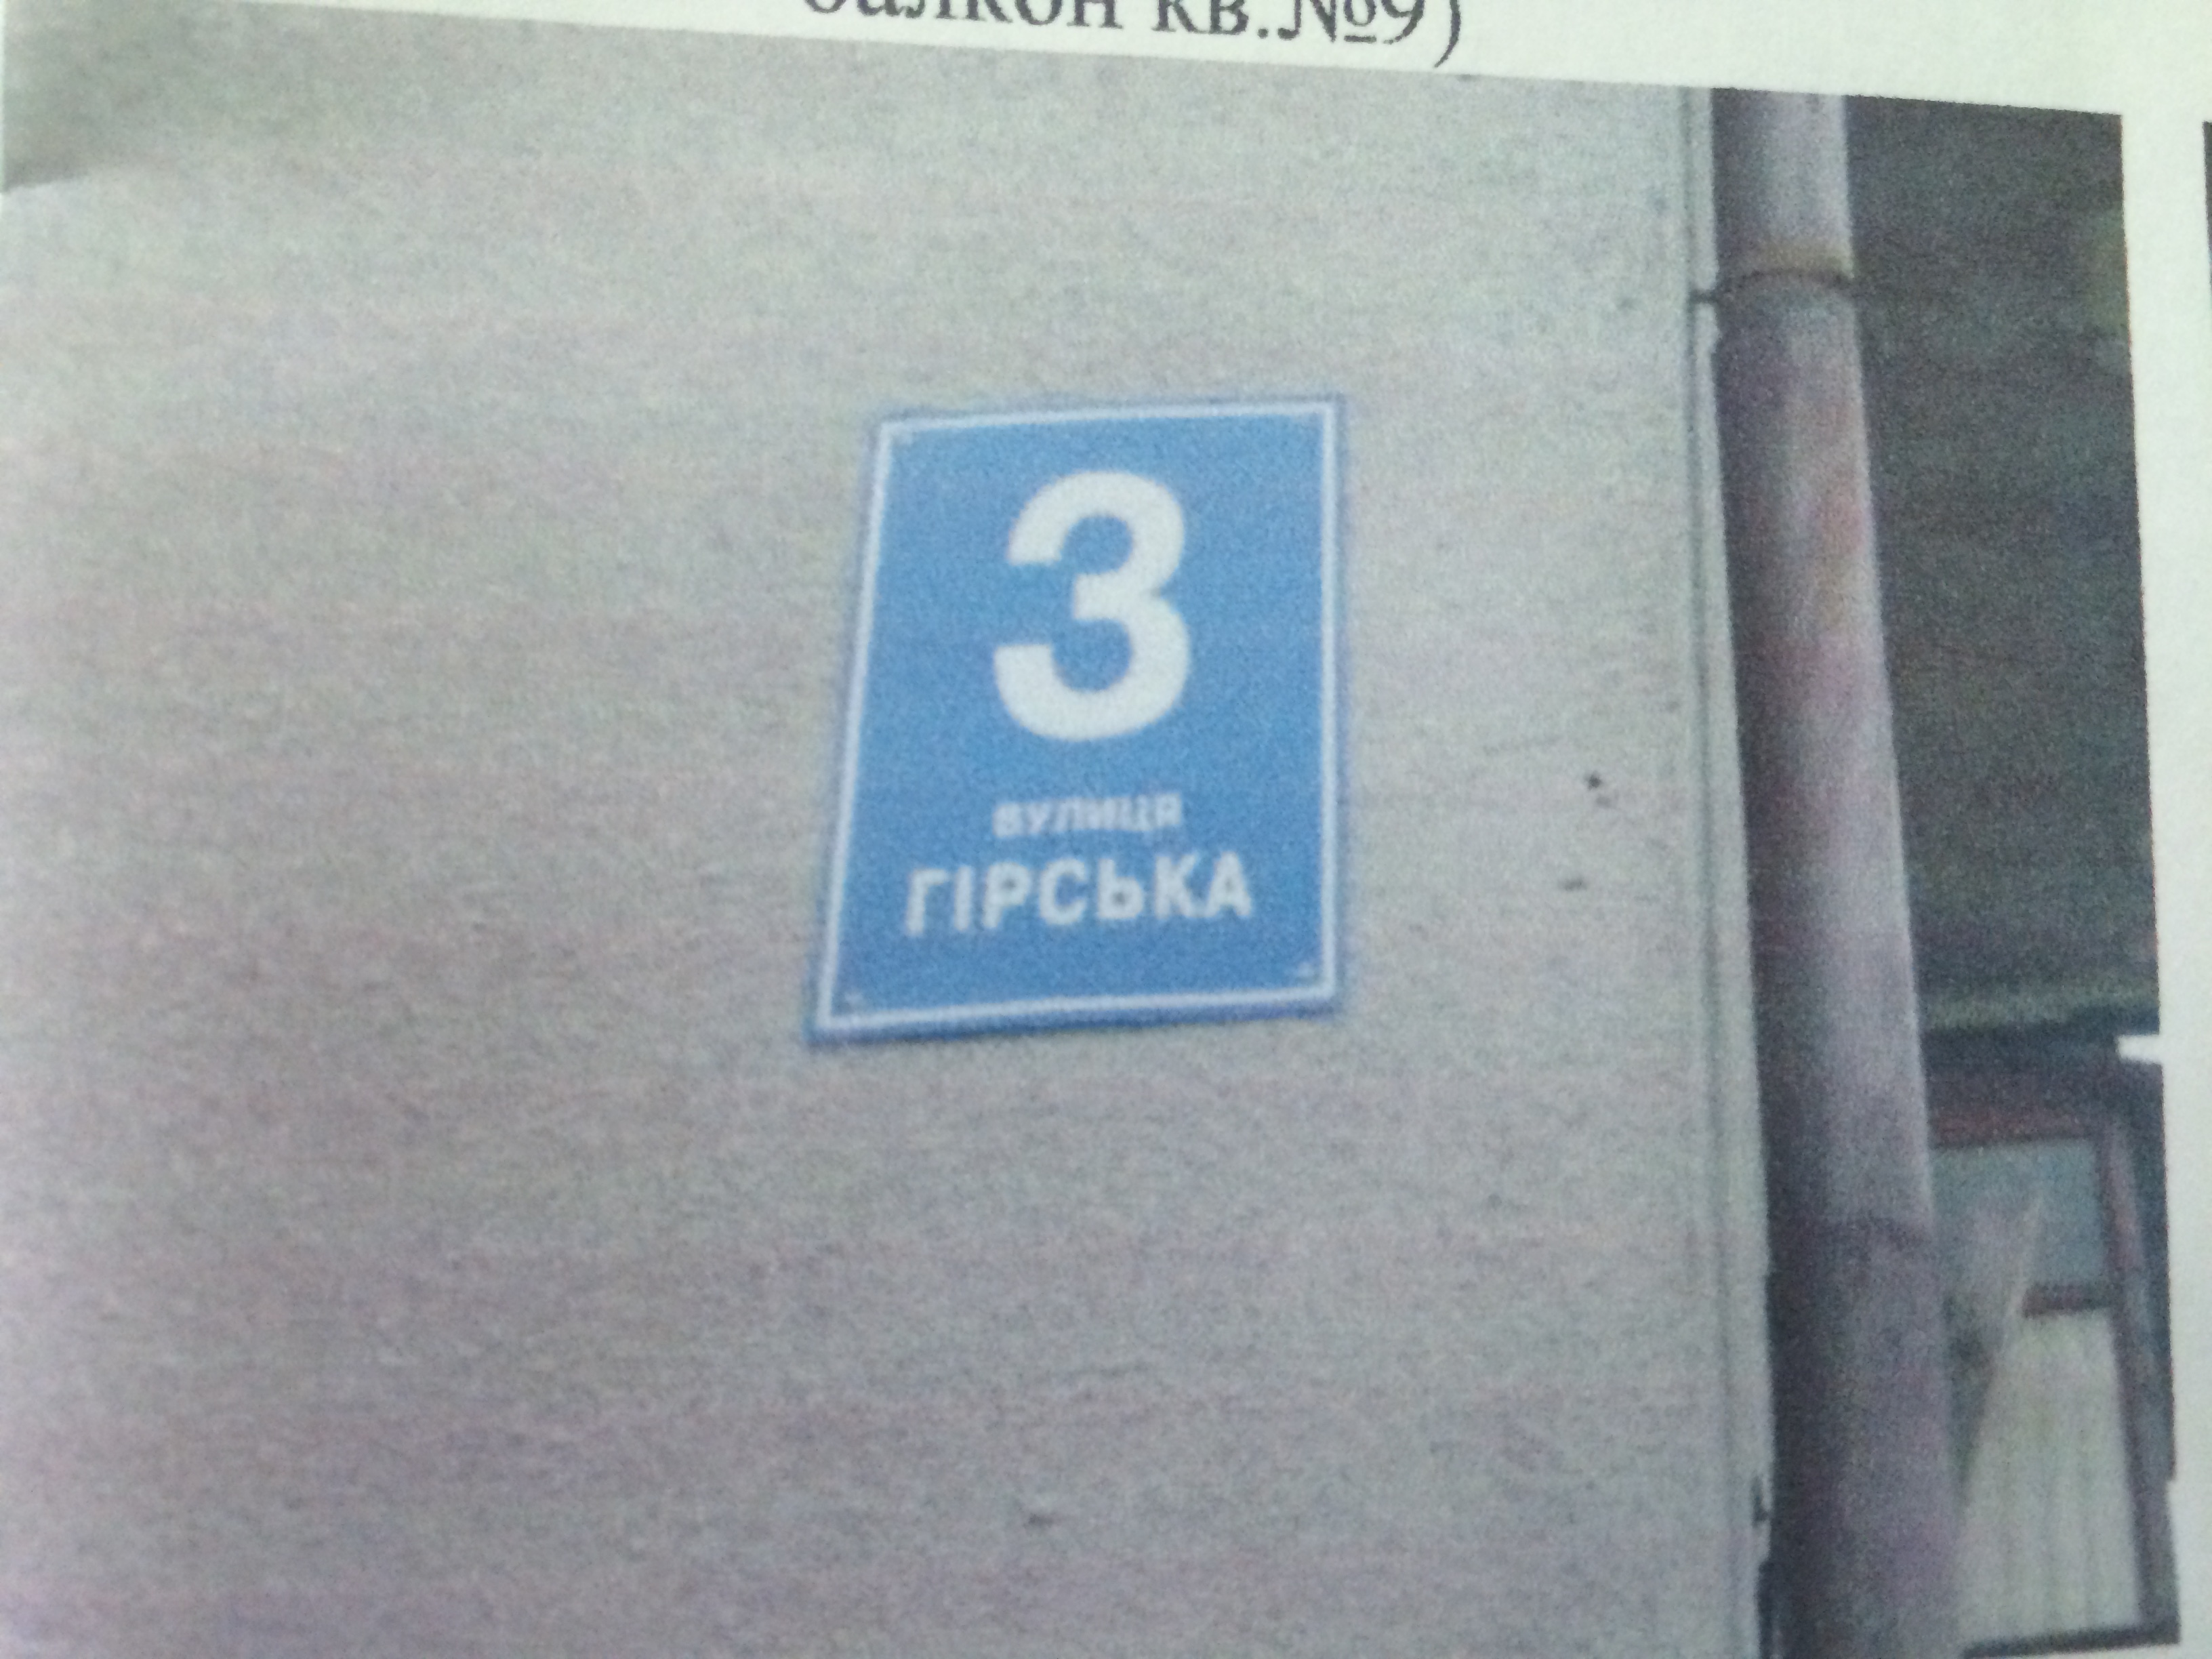 балкон кв.№9)
3
вулиця
ГІРСЬКА